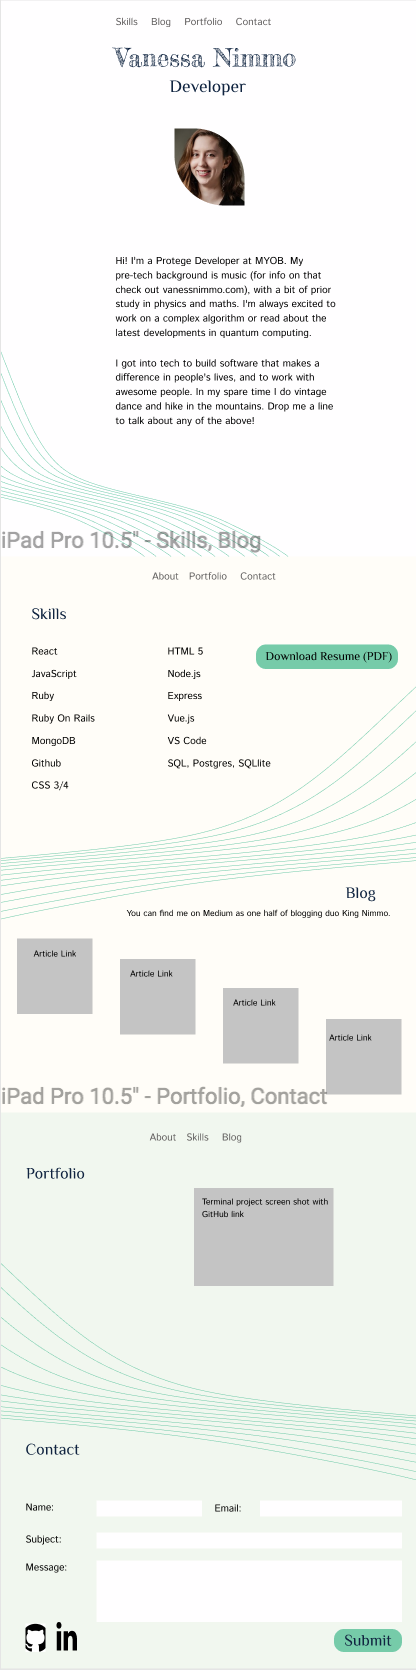 Skills Blog Portfolio Contact
Vanessa Nimmo
Developer
Hi! I'm a Protege Developer at MYOB. My
pre-tech background is music (for info on that
check out vanessnimmo.com), with a bit of prior
study in physics and maths. I'm always excited to
work on a complex algorithm or read about the
latest developments in quantum computing.
I got into tech to build software that makes a
difference in people's lives, and to work with
awesome people. In my spare time I do vintage
dance and hike in the mountains. Drop me a line
to talk about any of the above!
iPad Pro 10.5" - Skills, Blog
About Portfolio Contact
Skills
React HTML 5 Download Resume (PDF)
JavaScript Node.js
Ruby Express
Ruby On Rails Vue.js
MongoDB VS Code
Github SQL, Postgres, SQLlite
CSS 3/4
Blog
You can find me on Medium as one half of blogging duo King Nimmo.
Article Link
Article Link
Article Link
Article Link
iPad Pro 10.5" - Portfolio, Contact
About Skills Blog
Portfolio
Terminal project screen shot with
GitHub link
Contact
Name: Email:
Subject:
Message:
in
Submit